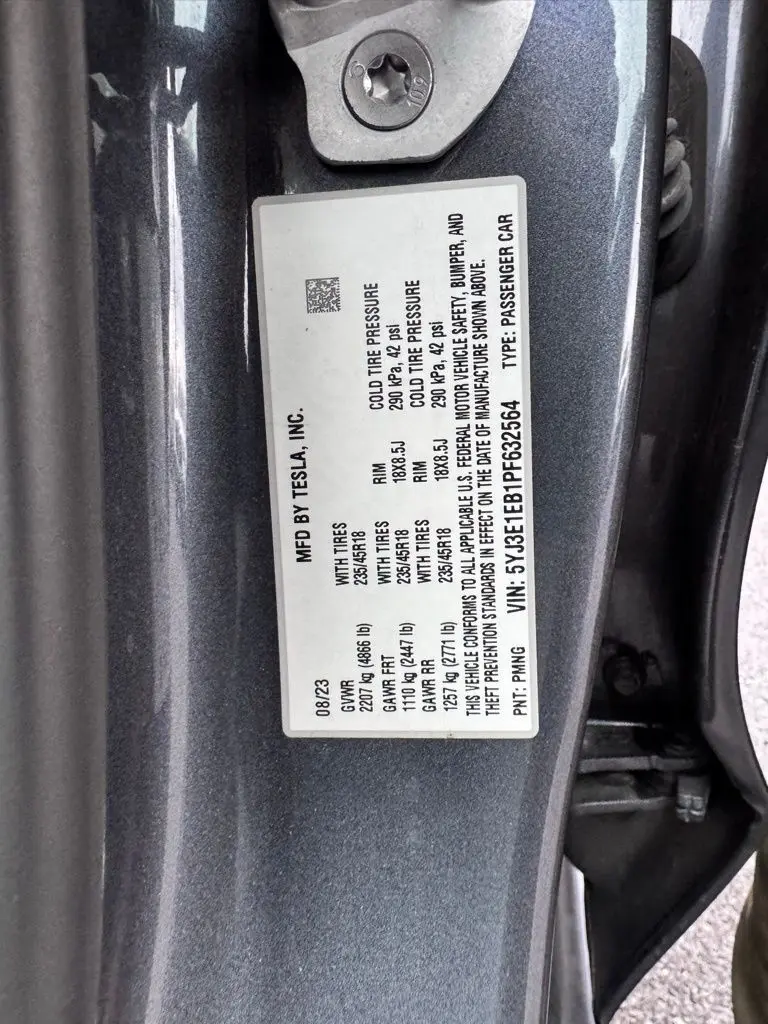 10.9
MFD BY TESLA, INC.
08/23
GVWR WITH TIRES
2207 kg (4866 lb) 235/45R18
GAWR FRT WITH TIRES RIM COLD TIRE PRESSURE
1110 kg (2447 lb) 235/45R18 18X8.5J 290 kPa, 42 psi
GAWR RR WITH TIRES RIM COLD TIRE PRESSURE
1257 kg (2771 lb) 235/45R18 18X8.5J 290 kPa, 42 psi
THIS VEHICLE CONFORMS TO ALL APPLICABLE U.S. FEDERAL MOTOR VEHICLE SAFETY, BUMPER, AND
THEFT PREVENTION STANDARDS IN EFFECT ON THE DATE OF MANUFACTURE SHOWN ABOVE.
PNT: PMNG VIN: 5YJ3E1EB1PF632564 TYPE: PASSENGER CAR